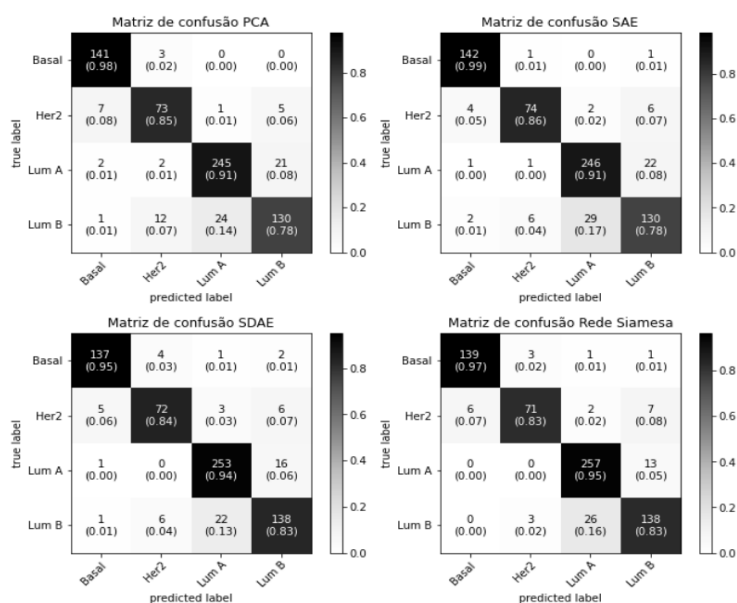 Matriz de confusão PCA
true label
Basal
Her2
Lum A
Lum B
141 3 0 0
(0.98) (0.02) (0.00) (0.00)
7 73 1 5
(0.08) (0.85) (0.01) (0.06)
2 2 245 21
(0.01) (0.01) (0.91) (0.08)
1 12 24 130
(0.01) (0.07) (0.14) (0.78)
Basal Her2 Lum A Lum B
predicted label
0.8
0.6
0.4
0.2
0.0
Matriz de confusão SAE
true label
Basal
Her2
Lum A
Lum B
142 1 0 1
(0.99) (0.01) (0.00) (0.01)
4 74 2 6
(0.05) (0.86) (0.02) (0.07)
1 1 246 22
(0.00) (0.00) (0.91) (0.08)
2 6 29 130
(0.01) (0.04) (0.17) (0.78)
Basal Her2 Lum A Lum B
predicted label
0.8
0.6
0.4
0.2
0.0
Matriz de confusão SDAE
true label
Basal
Her2
Lum A
Lum B
137 4 1 2
(0.95) (0.03) (0.01) (0.01)
5 72 3 6
(0.06) (0.84) (0.03) (0.07)
1 0 253 16
(0.00) (0.00) (0.94) (0.06)
1 6 22 138
(0.01) (0.04) (0.13) (0.83)
Basal Her2 Lum A Lum B
predicted label
0.8
0.6
0.4
0.2
0.0
Matriz de confusão Rede Siamesa
true label
Basal
Her2
Lum A
Lum B
139 3 1 1
(0.97) (0.02) (0.01) (0.01)
6 71 2 7
(0.07) (0.83) (0.02) (0.08)
0 0 257 13
(0.00) (0.00) (0.95) (0.05)
0 3 26 138
(0.00) (0.02) (0.16) (0.83)
Basal Her2 Lum A Lum B
predicted label
0.8
0.6
0.4
0.2
0.0